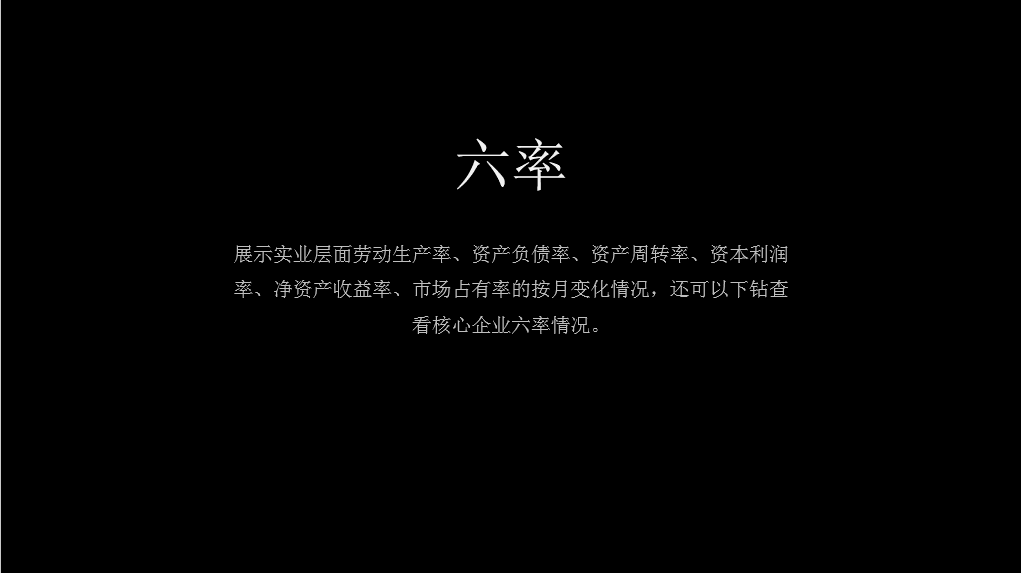 六率
展示实业层面劳动生产率、资产负债率、资产周转率、资本利润
率、净资产收益率、市场占有率的按月变化情况，还可以下钻查
看核心企业六率情况。